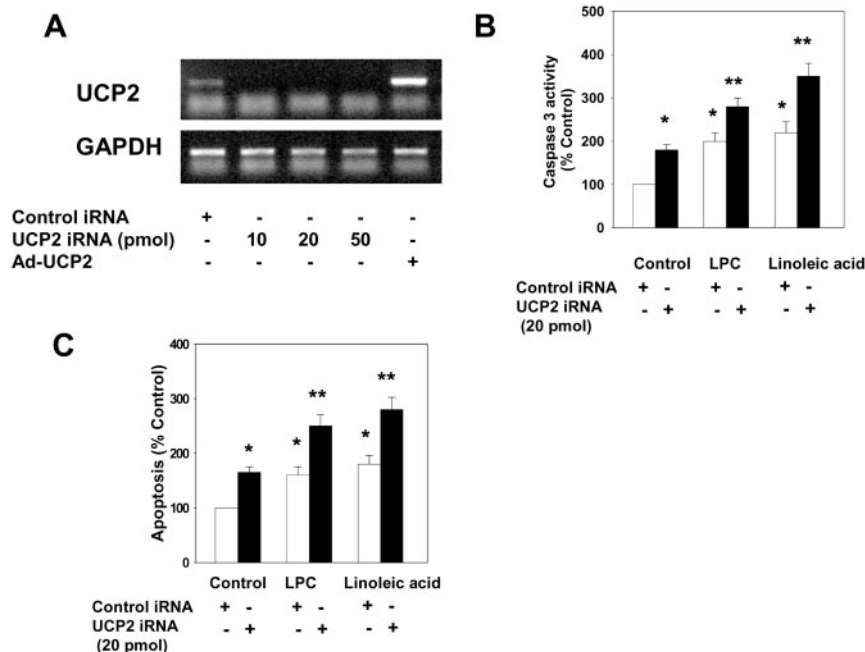 A
UCP2
GAPDH
Control iRNA + - - - -
UCP2 iRNA (pmol) - 10 20 50 -
Ad-UCP2 - - - - +
B
Caspase 3 activity
(% Control)
500
400
300
200
100
0
*
*
**
*
**
Control LPC Linoleic acid
Control iRNA + - + - + -
UCP2 iRNA - + - + - +
(20 pmol)
C
Apoptosis (% Control)
400
300
200
100
0
*
*
**
*
**
Control LPC Linoleic acid
Control iRNA + - + - + -
UCP2 iRNA - + - + - +
(20 pmol)